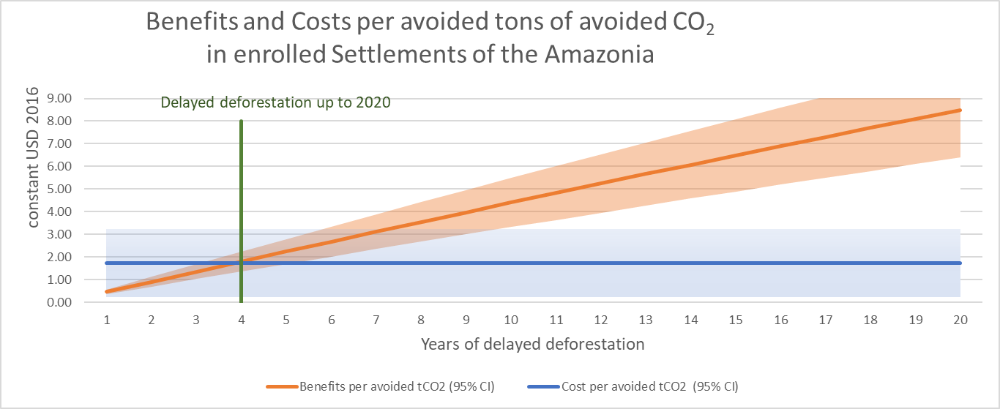 Benefits and Costs per avoided tons of avoided CO₂
in enrolled Settlements of the Amazonia
constant USD 2016
Delayed deforestation up to 2020
9.00
8.00
7.00
6.00
5.00
4.00
3.00
2.00
1.00
0.00
1 2 3 4 5 6 7 8 9 10 11 12 13 14 15 16 17 18 19 20
Years of delayed deforestation
Benefits per avoided tCO2 (95% CI) Cost per avoided tCO2 (95% CI)